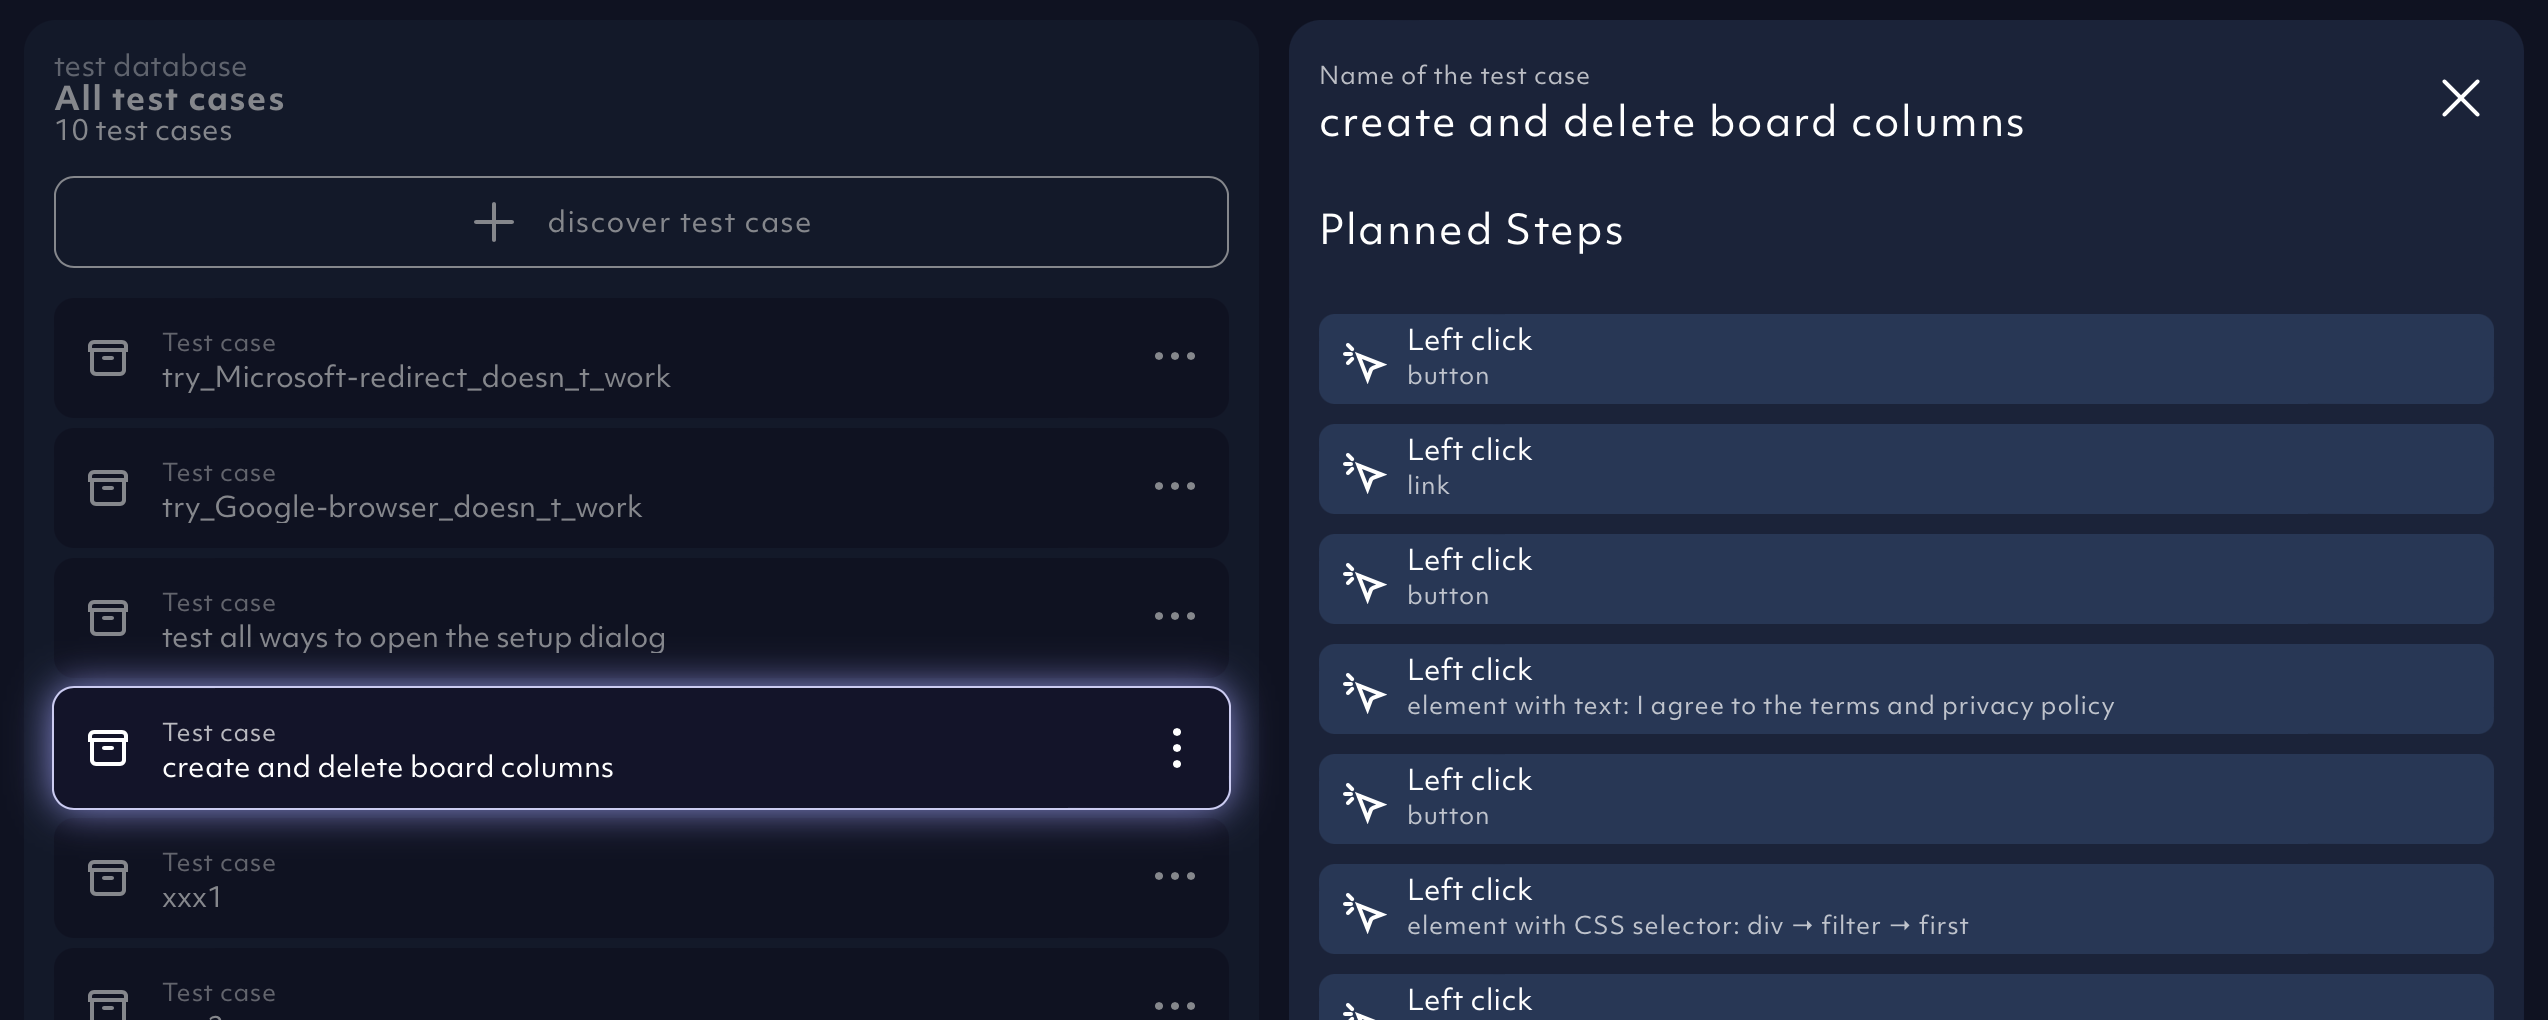 test database
All test cases
10 test cases
discover test case
Test case
try_Microsoft-redirect_doesn_t_work
Test case
try_Google-browser_doesn_t_work
Test case
test all ways to open the setup dialog
Test case
create and delete board columns
Test case
xxx1
Test case
Name of the test case
create and delete board columns
Planned Steps
Left click
button
Left click
link
Left click
button
Left click
element with text: I agree to the terms and privacy policy
Left click
button
Left click
element with CSS selector: div → filter → first
Left click